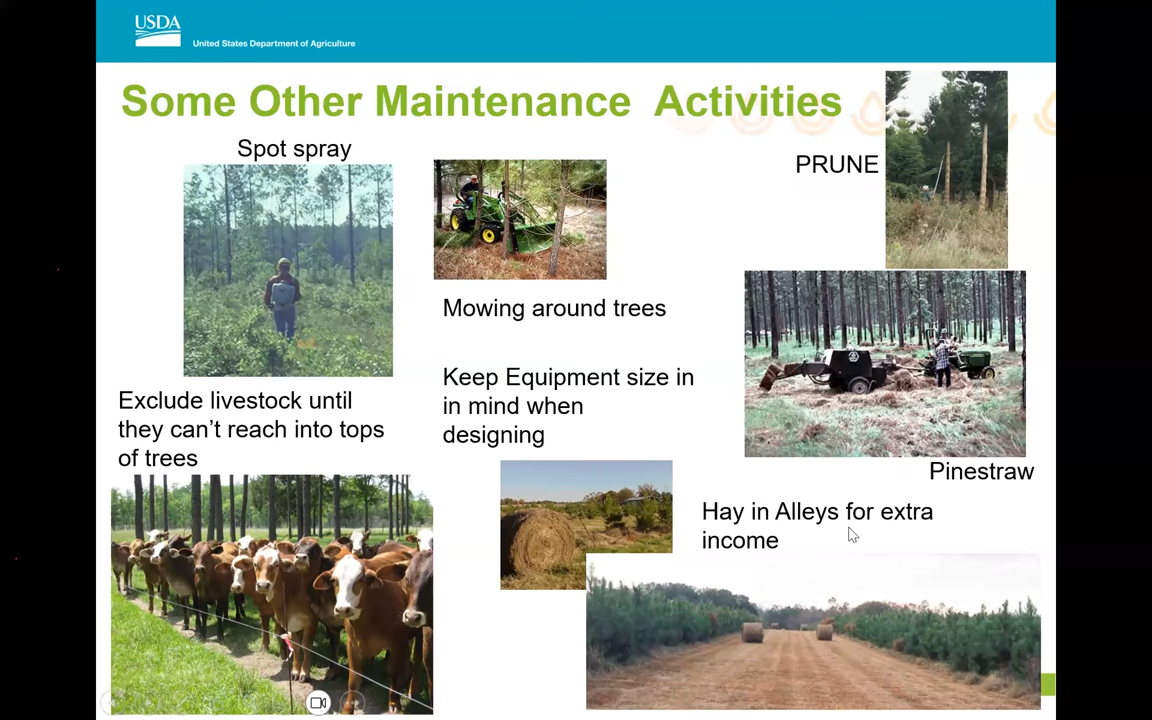 USDA
United States Department of Agriculture
Some Other Maintenance Activities
Spot spray
PRUNE
Mowing around trees
Keep Equipment size in
in mind when
designing
Exclude livestock until
they can't reach into tops
of trees
Pinestraw
Hay in Alleys for extra
income